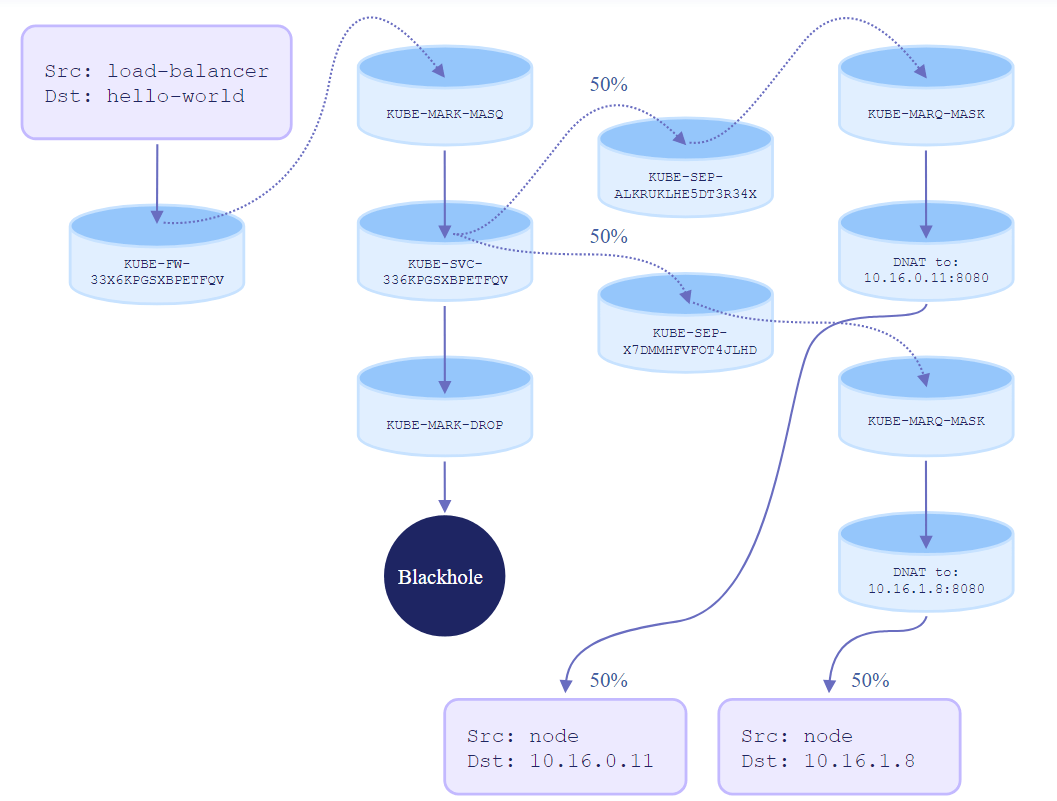 Src: load-balancer
Dst: hello-world
KUBE-FW-
33X6KPGSXBPETFQV
KUBE-MARK-MASQ
KUBE-SVC-
336KPGSXBPETFQV
KUBE-MARK-DROP
Blackhole
50%
KUBE-SEP-
ALKRUKLHE5DT3R34X
50%
KUBE-SEP-
X7DMMHFVFOT4JLHD
KUBE-MARQ-MASK
DNAT to:
10.16.0.11:8080
KUBE-MARQ-MASK
DNAT to:
10.16.1.8:8080
50%
Src: node
Dst: 10.16.0.11
50%
Src: node
Dst: 10.16.1.8